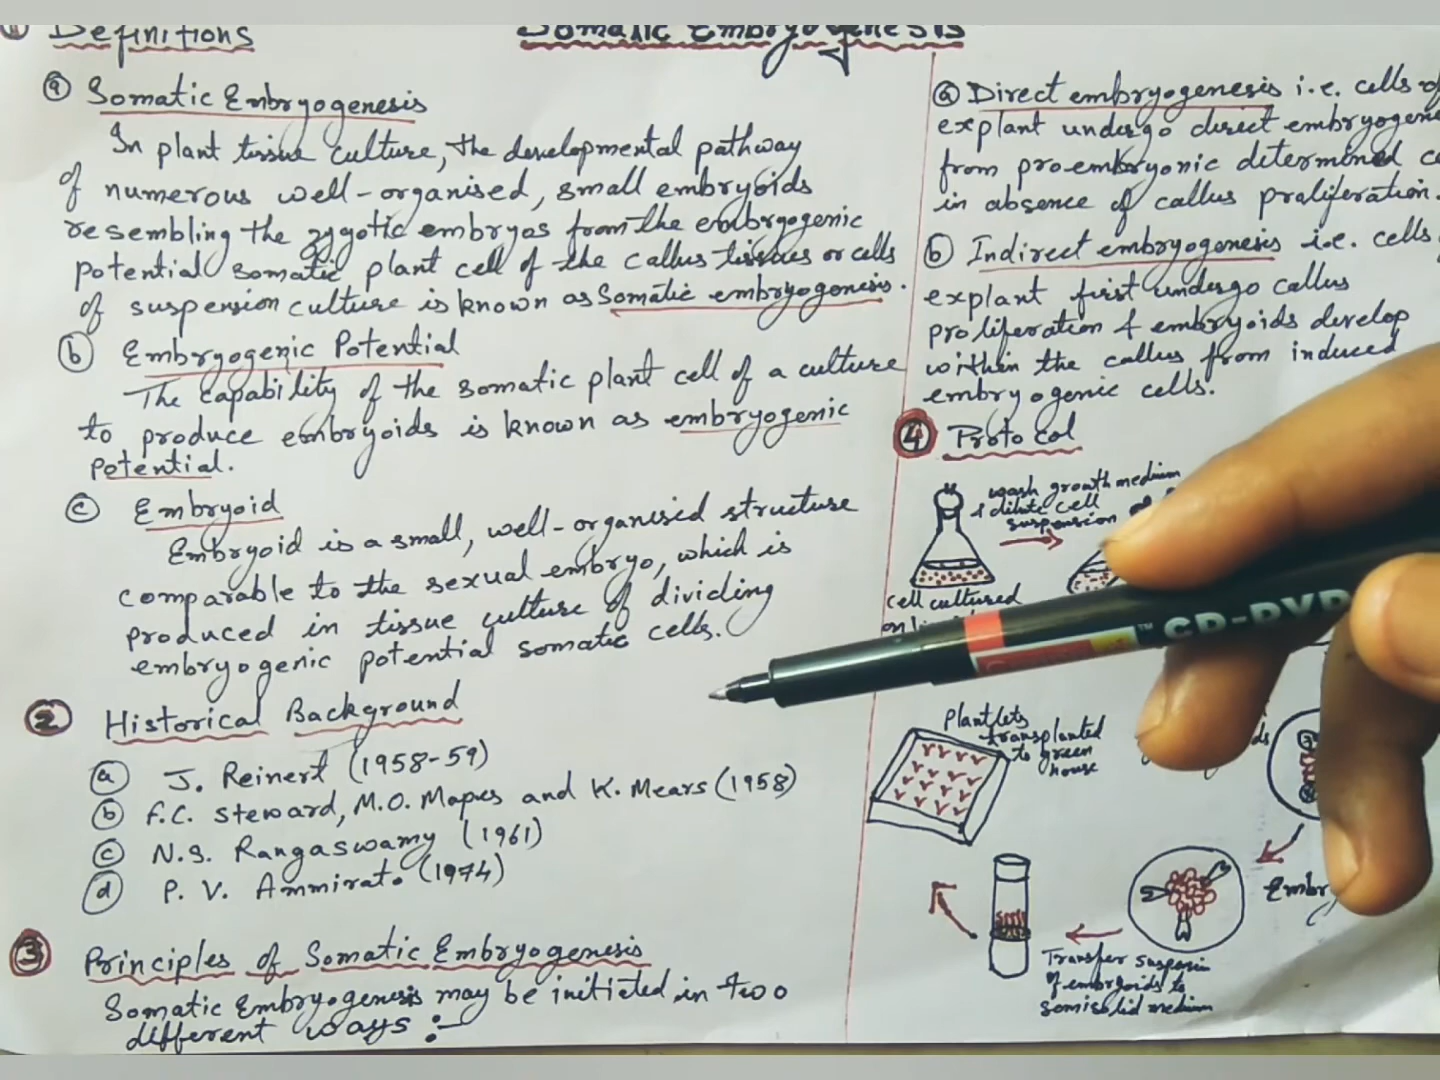 Definitions
Somatic Embryogenesis
a Somatic Embryogenesis
In plant tissue culture, the developmental pathway
of numerous well-organised, small embryoids
resembling the zygotic embryos from the embryogenic
potential somatic plant cell of the callus tissues or cells
of suspension culture is known as Somatic embryogenesis.
b Embryogenic Potential
The capability of the somatic plant cell of a culture
to produce embryoids is known as embryogenic
potential.
c Embryoid
Embryoid is a small, well-organised structure
comparable to the sexual embryo, which is
produced in tissue culture of dividing
embryogenic potential somatic cells.
2 Historical Background
a J. Reinert (1958-59)
b F.C. Steward, M.O. Mapes and K. Mears (1958)
c N.S. Rangaswamy (1961)
d P. V. Ammirato (1974)
3 Principles of Somatic Embryogenesis
Somatic Embryogenesis may be initiated in two
different ways :-
a Direct embryogenesis i.e. cells of
explant undergo direct embryogene
from pro-embryonic determined ce
in absence of callus proliferation.
b Indirect embryogenesis i.e. cells
explant first undergo callus
proliferation & embryoids develop
within the callus from induced
embryogenic cells.
4 Protocol
wash growth medium
& dilute cell
suspension
cell cultured
on
CD-DVD
Plantlets
transplanted
to green
house
Embry
Transfer suspension
of embryoids to
semisolid medium